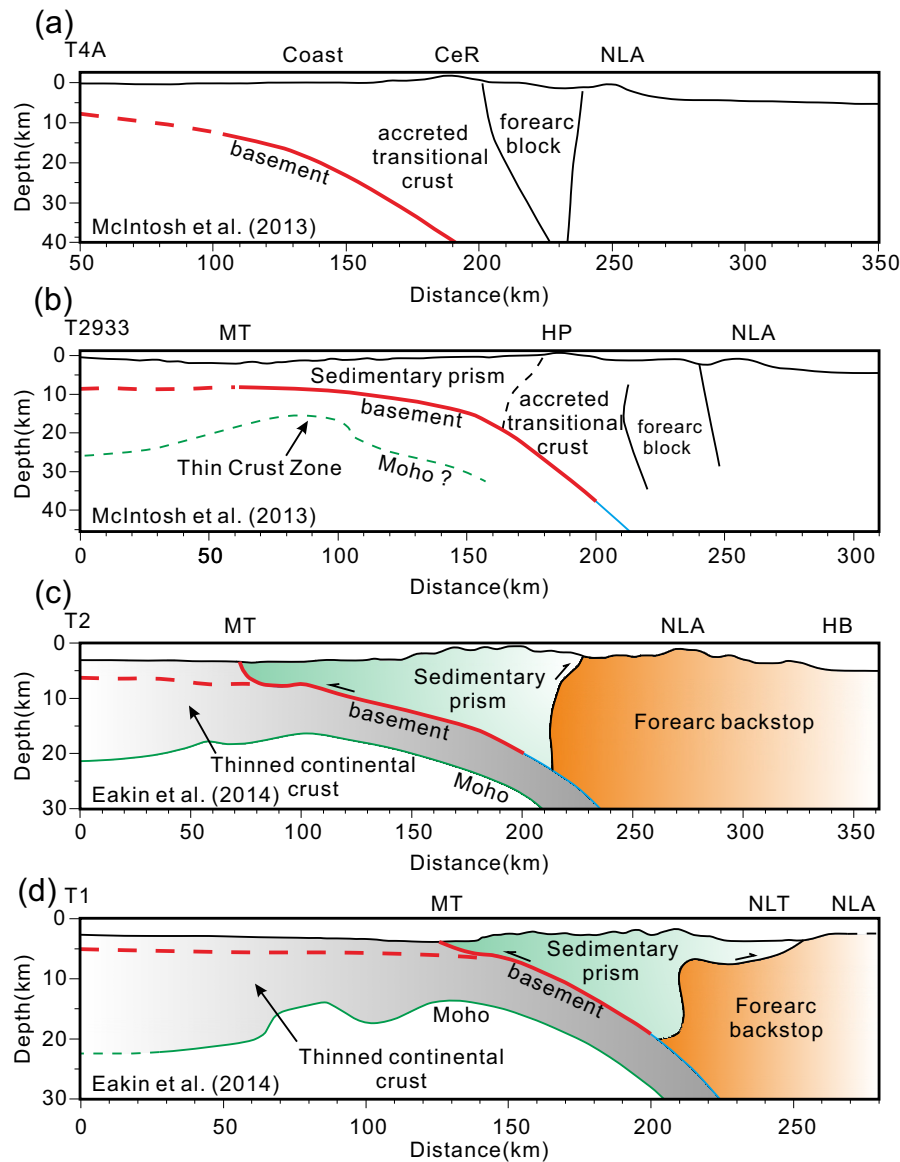 (a)
T4A Coast CeR NLA
0
10
20
30
40
Depth(km)
basement
accreted
transitional
crust
forearc
block
McIntosh et al. (2013)
50 100 150 200 250 300 350
Distance(km)
(b)
T2933 MT HP NLA
0
10
20
30
40
Depth(km)
Sedimentary prism
basement
accreted
transitional
crust
forearc
block
Thin Crust Zone
Moho ?
McIntosh et al. (2013)
0 50 100 150 200 250 300
Distance(km)
(c)
T2 MT NLA HB
0
10
20
30
Depth(km)
Sedimentary
prism
basement
Forearc backstop
Thinned continental
crust
Moho
Eakin et al. (2014)
0 50 100 150 200 250 300 350
Distance(km)
(d)
T1 MT NLT NLA
0
10
20
30
Depth(km)
Sedimentary
prism
basement
Moho
Forearc
backstop
Thinned continental
crust
Eakin et al. (2014)
0 50 100 150 200 250
Distance(km)